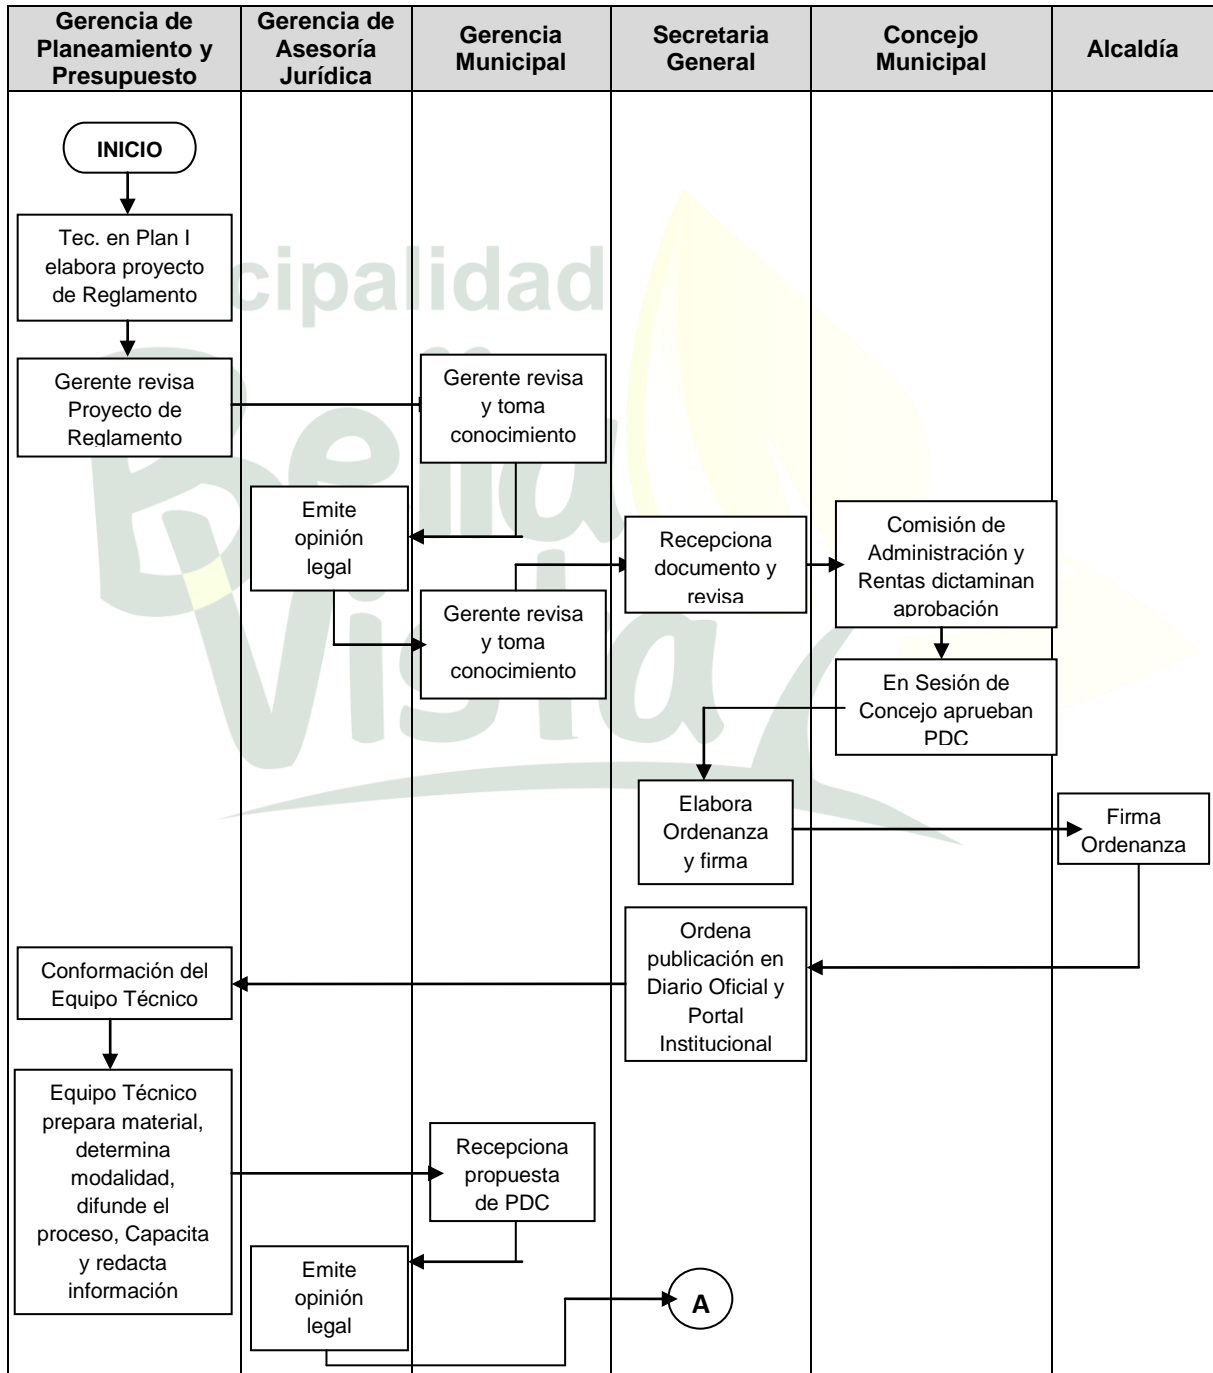 Gerencia de
Planeamiento y
Presupuesto
Gerencia de
Asesoría
Jurídica
Gerencia
Municipal
Secretaria
General
Concejo
Municipal
Alcaldía
INICIO
Tec. en Plan I
elabora proyecto
de Reglamento
cipalidad
Bella
Vista
Gerente revisa
Proyecto de
Reglamento
Gerente revisa
y toma
conocimiento
Emite
opinión
legal
Gerente revisa
y toma
conocimiento
Recepciona
documento y
revisa
Comisión de
Administración y
Rentas dictaminan
aprobación
En Sesión de
Concejo aprueban
PDC
Elabora
Ordenanza
y firma
Firma
Ordenanza
Ordena
publicación en
Diario Oficial y
Portal
Institucional
Conformación del
Equipo Técnico
Equipo Técnico
prepara material,
determina
modalidad,
difunde el
proceso, Capacita
y redacta
información
Recepciona
propuesta
de PDC
Emite
opinión
legal
A